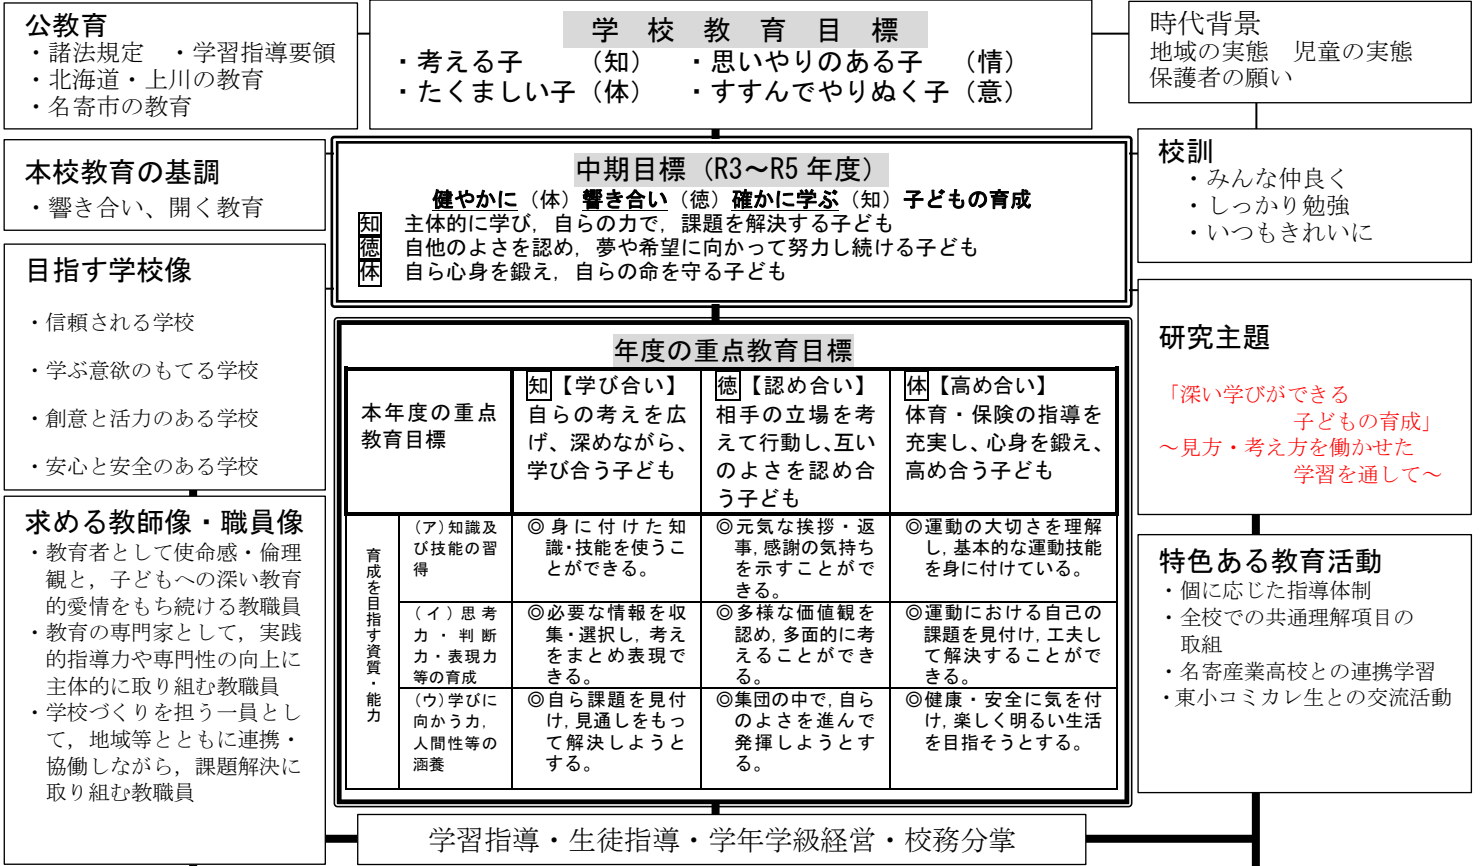 公教育
・諸法規定　・学習指導要領
・北海道・上川の教育
・名寄市の教育
学　校　教　育　目　標
・考える子　　　（知）　・思いやりのある子　（情）
・たくましい子（体）　・すすんでやりぬく子（意）
時代背景
地域の実態　児童の実態
保護者の願い
本校教育の基調
・響き合い、開く教育
中期目標（R3～R5 年度）
健やかに（体）響き合い（徳）確かに学ぶ（知）子どもの育成
知　主体的に学び，自らの力で，課題を解決する子ども
徳　自他のよさを認め，夢や希望に向かって努力し続ける子ども
体　自ら心身を鍛え，自らの命を守る子ども
校訓
・みんな仲良く
・しっかり勉強
・いつもきれいに
目指す学校像
・信頼される学校
・学ぶ意欲のもてる学校
・創意と活力のある学校
・安心と安全のある学校
年度の重点教育目標
本年度の重点
教育目標
知【学び合い】
自らの考えを広
げ、深めながら、
学び合う子ども
徳【認め合い】
相手の立場を考
えて行動し、互い
のよさを認め合
う子ども
体【高め合い】
体育・保険の指導を
充実し、心身を鍛え、
高め合う子ども
育成を目指す資質・能力
（ア）知識及
び技能の習
得
◎身に付けた知
識・技能を使うこ
とができる。
◎元気な挨拶・返
事，感謝の気持ち
を示すことがで
きる。
◎運動の大切さを理解
し，基本的な運動技能
を身に付けている。
（イ）思考
力・判断
力・表現力
等の育成
◎必要な情報を収
集・選択し，考え
をまとめ表現で
きる。
◎多様な価値観を
認め，多面的に考
えることができ
る。
◎運動における自己の
課題を見付け，工夫し
て解決することがで
きる。
（ウ）学びに
向かう力，
人間性等の
涵養
◎自ら課題を見付
け，見通しをもっ
て解決しようと
する。
◎集団の中で，自ら
のよさを進んで
発揮しようとす
る。
◎健康・安全に気を付
け，楽しく明るい生活
を目指そうとする。
研究主題
「深い学びができる
子どもの育成」
～見方・考え方を働かせた
学習を通して～
求める教師像・職員像
・教育者として使命感・倫理
観と，子どもへの深い教育
的愛情をもち続ける教職員
・教育の専門家として，実践
的指導力や専門性の向上に
主体的に取り組む教職員
・学校づくりを担う一員とし
て，地域等とともに連携・
協働しながら，課題解決に
取り組む教職員
特色ある教育活動
・個に応じた指導体制
・全校での共通理解項目の
取組
・名寄産業高校との連携学習
・東小コミカレ生との交流活動
学習指導・生徒指導・学年学級経営・校務分掌